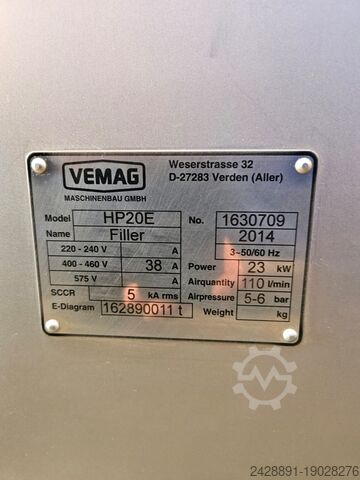 VEMAG
MASCHINENBAU GMBH
Weserstrasse 32
D-27283 Verden (Aller)
Model HP20E No. 1630709
Name Filler 2014
220 - 240 V A 3~50/60 Hz
400 - 460 V 38 A Power 23 kW
575 V A Airquantity 110 l/min
SCCR 5 kA rms Airpressure 5-6 bar
E-Diagram 162890011 t Weight kg
2428891-19028276